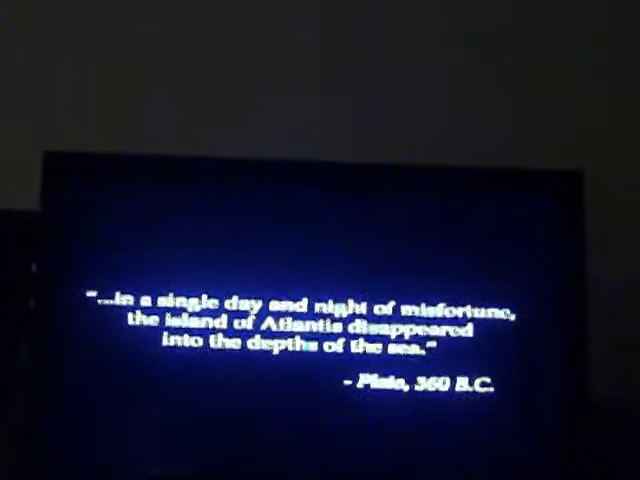 "...in a single day and night of misfortune,
the island of Atlantis disappeared
into the depths of the sea."
- Plato, 360 B.C.